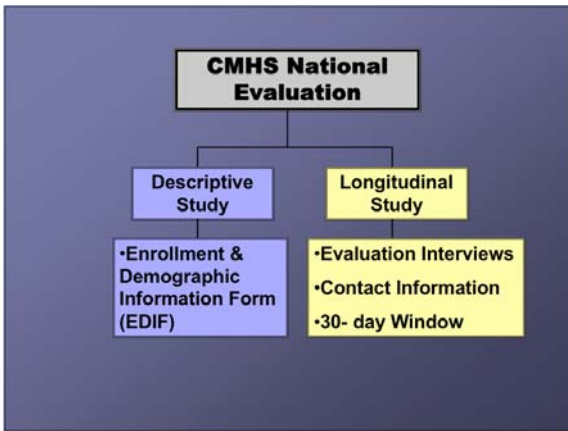 CMHS National
Evaluation
Descriptive
Study
•Enrollment &
Demographic
Information Form
(EDIF)
Longitudinal
Study
•Evaluation Interviews
•Contact Information
•30- day Window